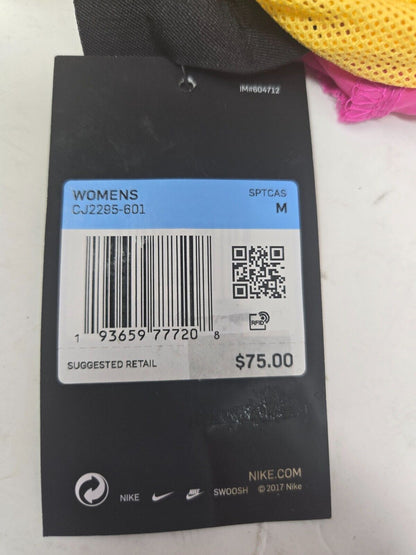 IM#604712
WOMENS SPTCAS
CJ2295-601 M
RFID
1 93659 77720 8
SUGGESTED RETAIL $75.00
NIKE.COM
NIKE NIKE SWOOSH © 2017 Nike